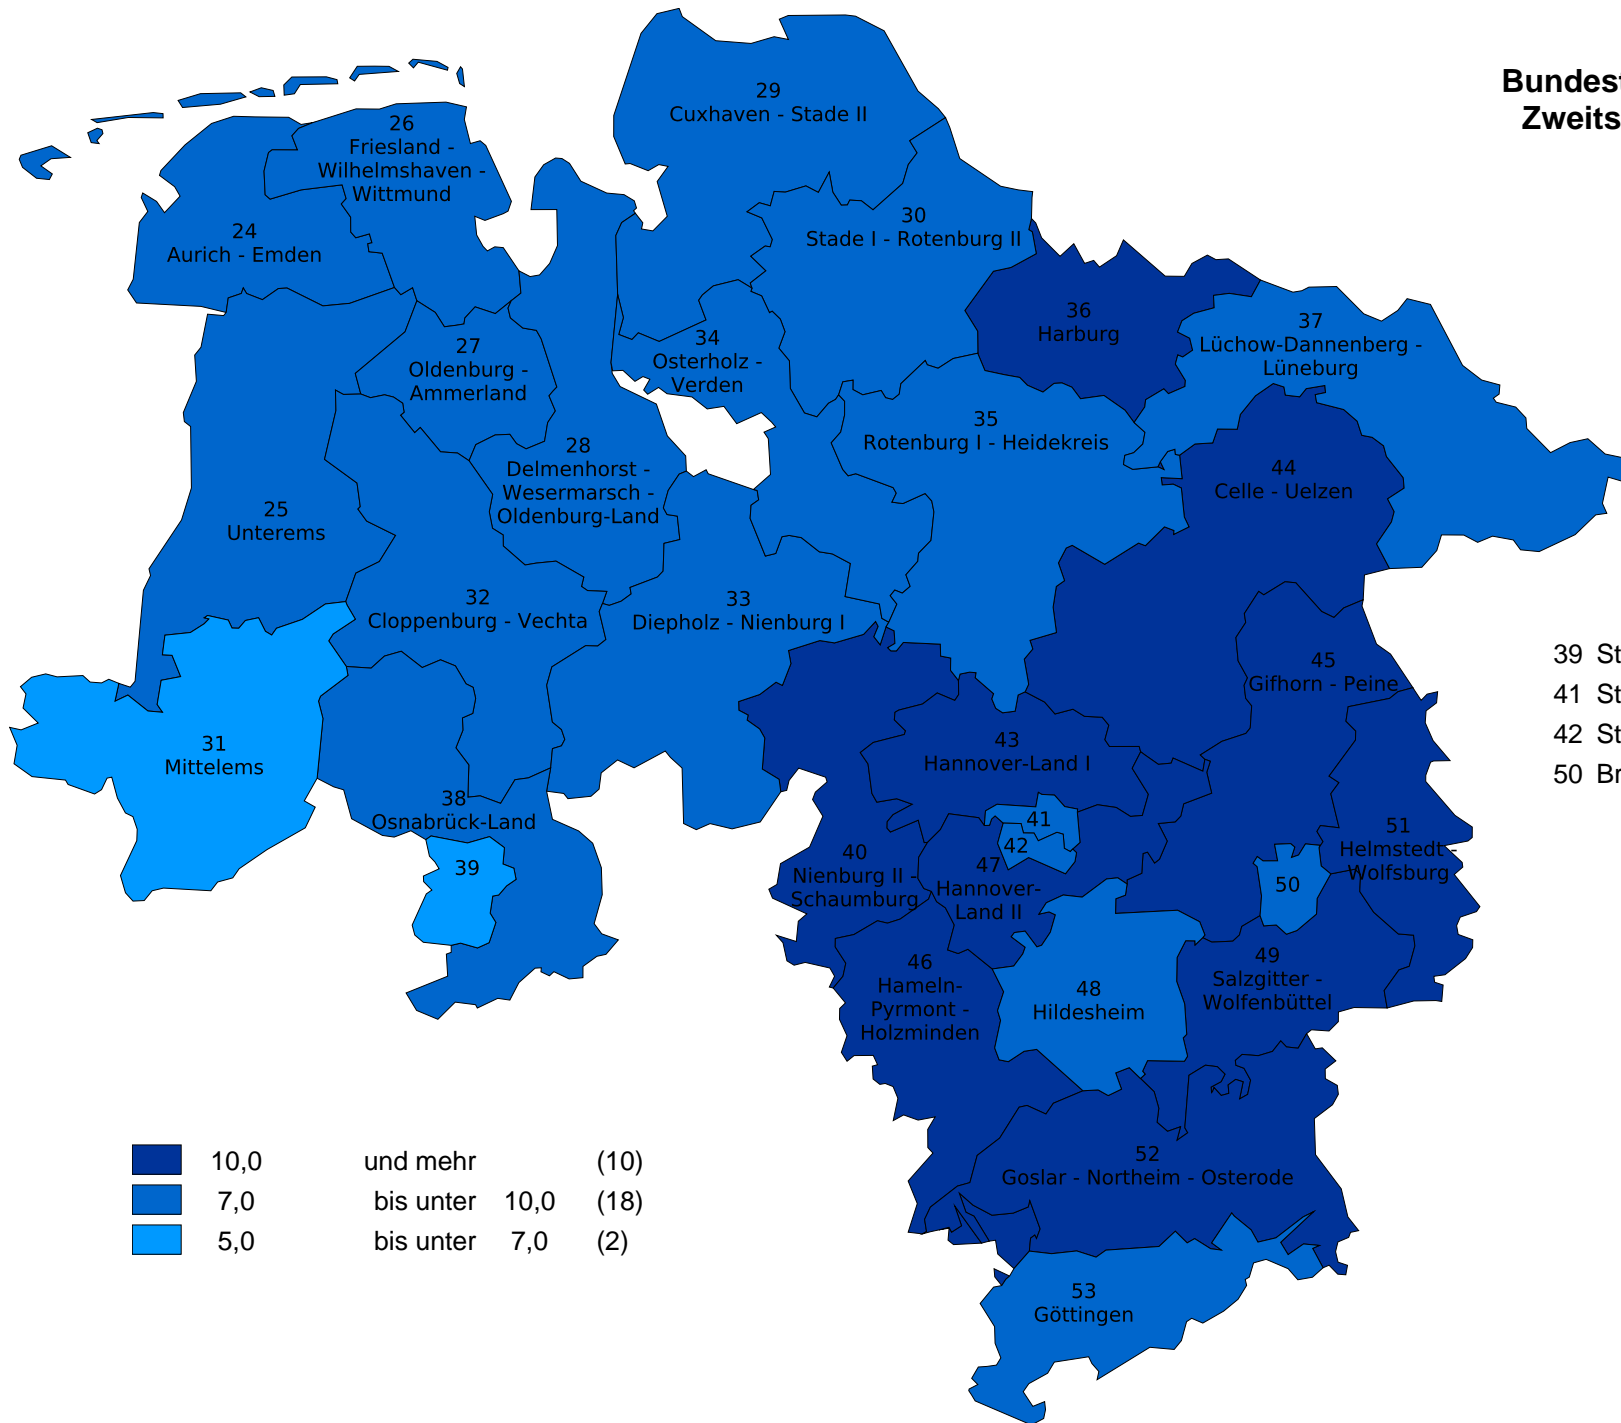 Bundest
Zweits
29
Cuxhaven - Stade II
26
Friesland -
Wilhelmshaven -
Wittmund
24
Aurich - Emden
30
Stade I - Rotenburg II
36
Harburg
37
Lüchow-Dannenberg -
Lüneburg
27
Oldenburg -
Ammerland
34
Osterholz -
Verden
35
Rotenburg I - Heidekreis
28
Delmenhorst -
Wesermarsch -
Oldenburg-Land
44
Celle - Uelzen
25
Unterems
32
Cloppenburg - Vechta
33
Diepholz - Nienburg I
45
Gifhorn - Peine
39 St
41 St
42 St
50 Br
31
Mittelems
43
Hannover-Land I
38
Osnabrück-Land
39
41
42
40
Nienburg II -
Schaumburg
47
Hannover-
Land II
50
51
Helmstedt -
Wolfsburg
46
Hameln-
Pyrmont -
Holzminden
48
Hildesheim
49
Salzgitter -
Wolfenbüttel
52
Goslar - Northeim - Osterode
53
Göttingen
10,0 und mehr (10)
7,0 bis unter 10,0 (18)
5,0 bis unter 7,0 (2)